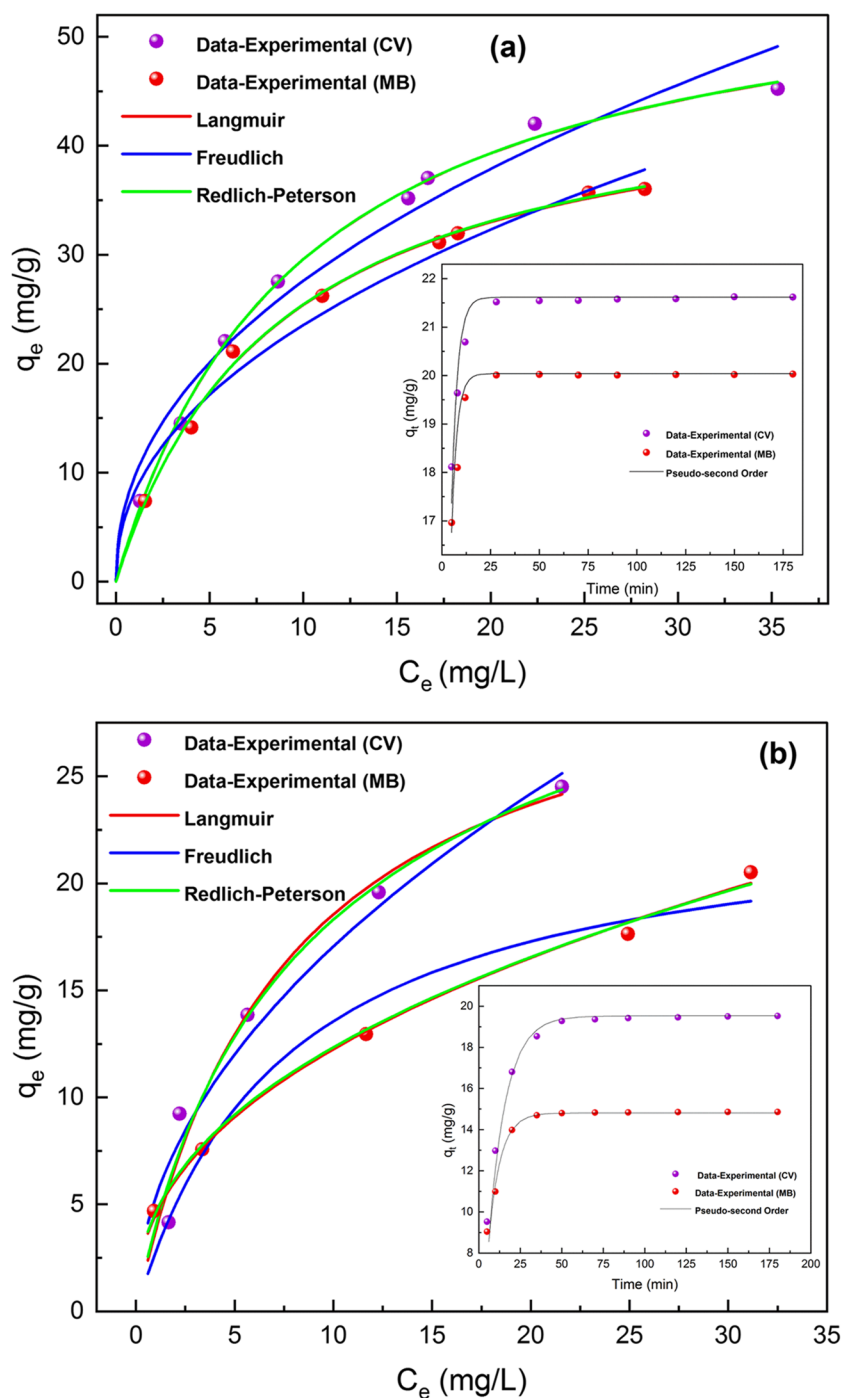 (a)
Data-Experimental (CV)
Data-Experimental (MB)
Langmuir
Freudlich
Redlich-Peterson
50
40
30
20
10
0
qₑ (mg/g)
0 5 10 15 20 25 30 35
Cₑ (mg/L)
22
21
20
19
18
17
qₜ (mg/g)
Data-Experimental (CV)
Data-Experimental (MB)
Pseudo-second Order
0 25 50 75 100 125 150 175
Time (min)
(b)
Data-Experimental (CV)
Data-Experimental (MB)
Langmuir
Freudlich
Redlich-Peterson
25
20
15
10
5
0
qₑ (mg/g)
0 5 10 15 20 25 30 35
Cₑ (mg/L)
20
18
16
14
12
10
8
qₜ (mg/g)
Data-Experimental (CV)
Data-Experimental (MB)
Pseudo-second Order
0 25 50 75 100 125 150 175 200
Time (min)